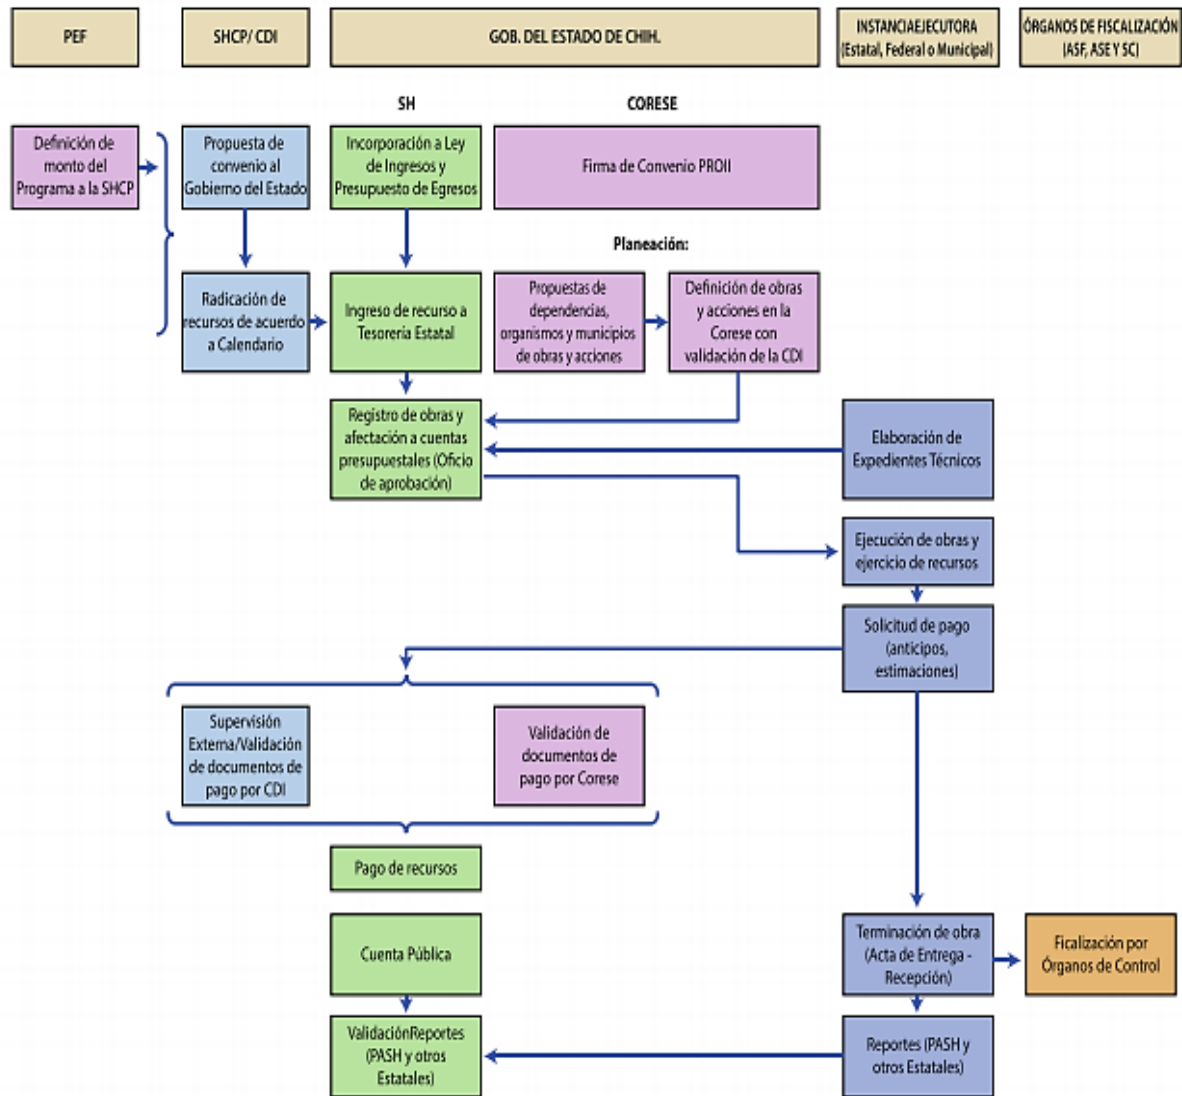 PEF
SHCP/ CDI
GOB. DEL ESTADO DE CHIH.
INSTANCIAEJECUTORA
(Estatal, Federal o Municipal)
ÓRGANOS DE FISCALIZACIÓN
(ASF, ASE Y SC)
SH
CORESE
Definición de
monto del
Programa a la SHCP
Propuesta de
convenio al
Gobierno del Estado
Incorporación a Ley
de Ingresos y
Presupuesto de Egresos
Firma de Convenio PROII
Planeación:
Radicación de
recursos de acuerdo
a Calendario
Ingreso de recurso a
Tesorería Estatal
Propuestas de
dependencias,
organismos y municipios
de obras y acciones
Definición de obras
y acciones en la
Corese con
validación de la CDI
Registro de obras y
afectación a cuentas
presupuestales (Oficio
de aprobación)
Elaboración de
Expedientes Técnicos
Ejecución de obras y
ejercicio de recursos
Solicitud de pago
(anticipos,
estimaciones)
Supervisión
Externa/Validación
de documentos de
pago por CDI
Validación de
documentos de
pago por Corese
Pago de recursos
Cuenta Pública
Terminación de obra
(Acta de Entrega -
Recepción)
Ficalización por
Órganos de Control
ValidaciónReportes
(PASH y otros
Estatales)
Reportes (PASH y
otros Estatales)